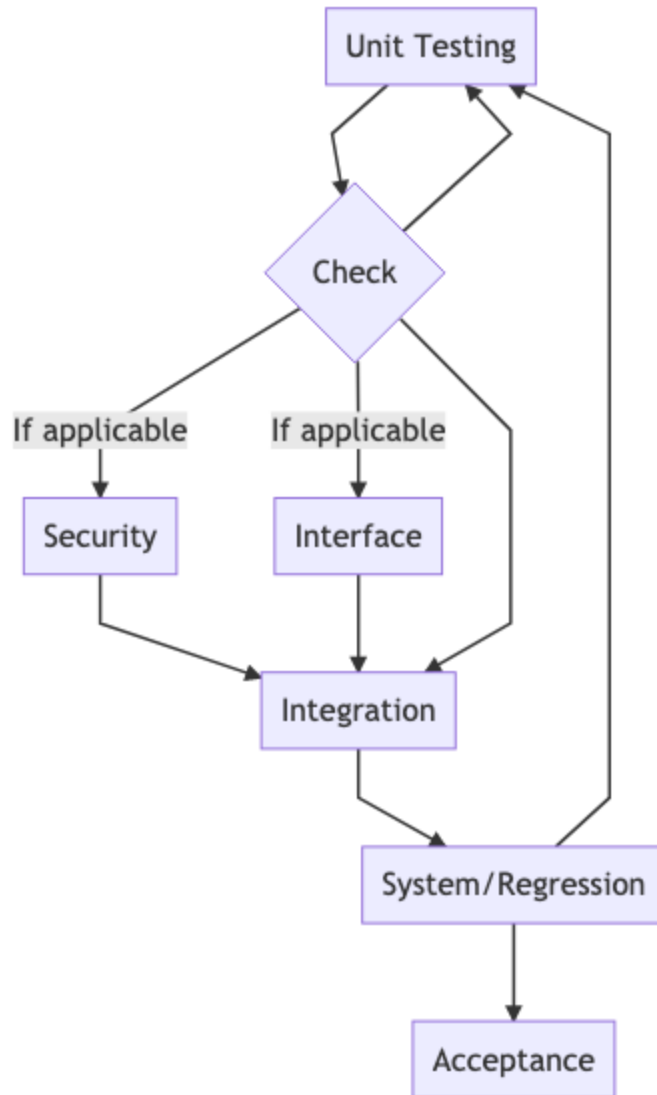 Unit Testing
Check
If applicable
If applicable
Security
Interface
Integration
System/Regression
Acceptance